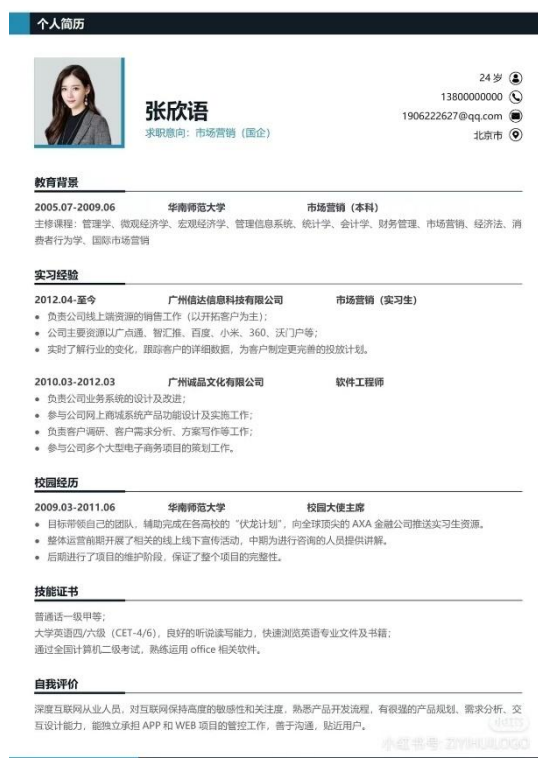 个人简历
张欣语
求职意向：市场营销（国企）
24 岁
13800000000
1906222627@qq.com
北京市
教育背景
2005.07-2009.06 华南师范大学 市场营销（本科）
主修课程：管理学、微观经济学、宏观经济学、管理信息系统、统计学、会计学、财务管理、市场营销、经济法、消
费者行为学、国际市场营销
实习经验
2012.04-至今 广州信达信息科技有限公司 市场营销（实习生）
● 负责公司线上端资源的销售工作（以开拓客户为主）；
● 公司主要资源以广点通、智汇推、百度、小米、360、沃门户等；
● 实时了解行业的变化，跟踪客户的详细数据，为客户制定更完善的投放计划。
2010.03-2012.03 广州诚品文化有限公司 软件工程师
● 负责公司业务系统的设计及改进；
● 参与公司网上商城系统产品功能设计及实施工作；
● 负责客户调研、客户需求分析、方案写作等工作；
● 参与公司多个大型电子商务项目的策划工作。
校园经历
2009.03-2011.06 华南师范大学 校园大使主席
● 目标带领自己的团队，辅助完成在各高校的“伏龙计划”，向全球顶尖的 AXA 金融公司推送实习生资源。
● 整体运营前期开展了相关的线上线下宣传活动，中期为进行咨询的人员提供讲解。
● 后期进行了项目的维护阶段，保证了整个项目的完整性。
技能证书
普通话一级甲等；
大学英语四/六级（CET-4/6），良好的听说读写能力，快速浏览英语专业文件及书籍；
通过全国计算机二级考试，熟练运用 office 相关软件。
自我评价
深度互联网从业人员，对互联网保持高度的敏感性和关注度，熟悉产品开发流程，有很强的产品规划、需求分析、交
互设计能力，能独立承担 APP 和 WEB 项目的管控工作，善于沟通，贴近用户。
小红书
小红书号: ZIYIHUILOGO